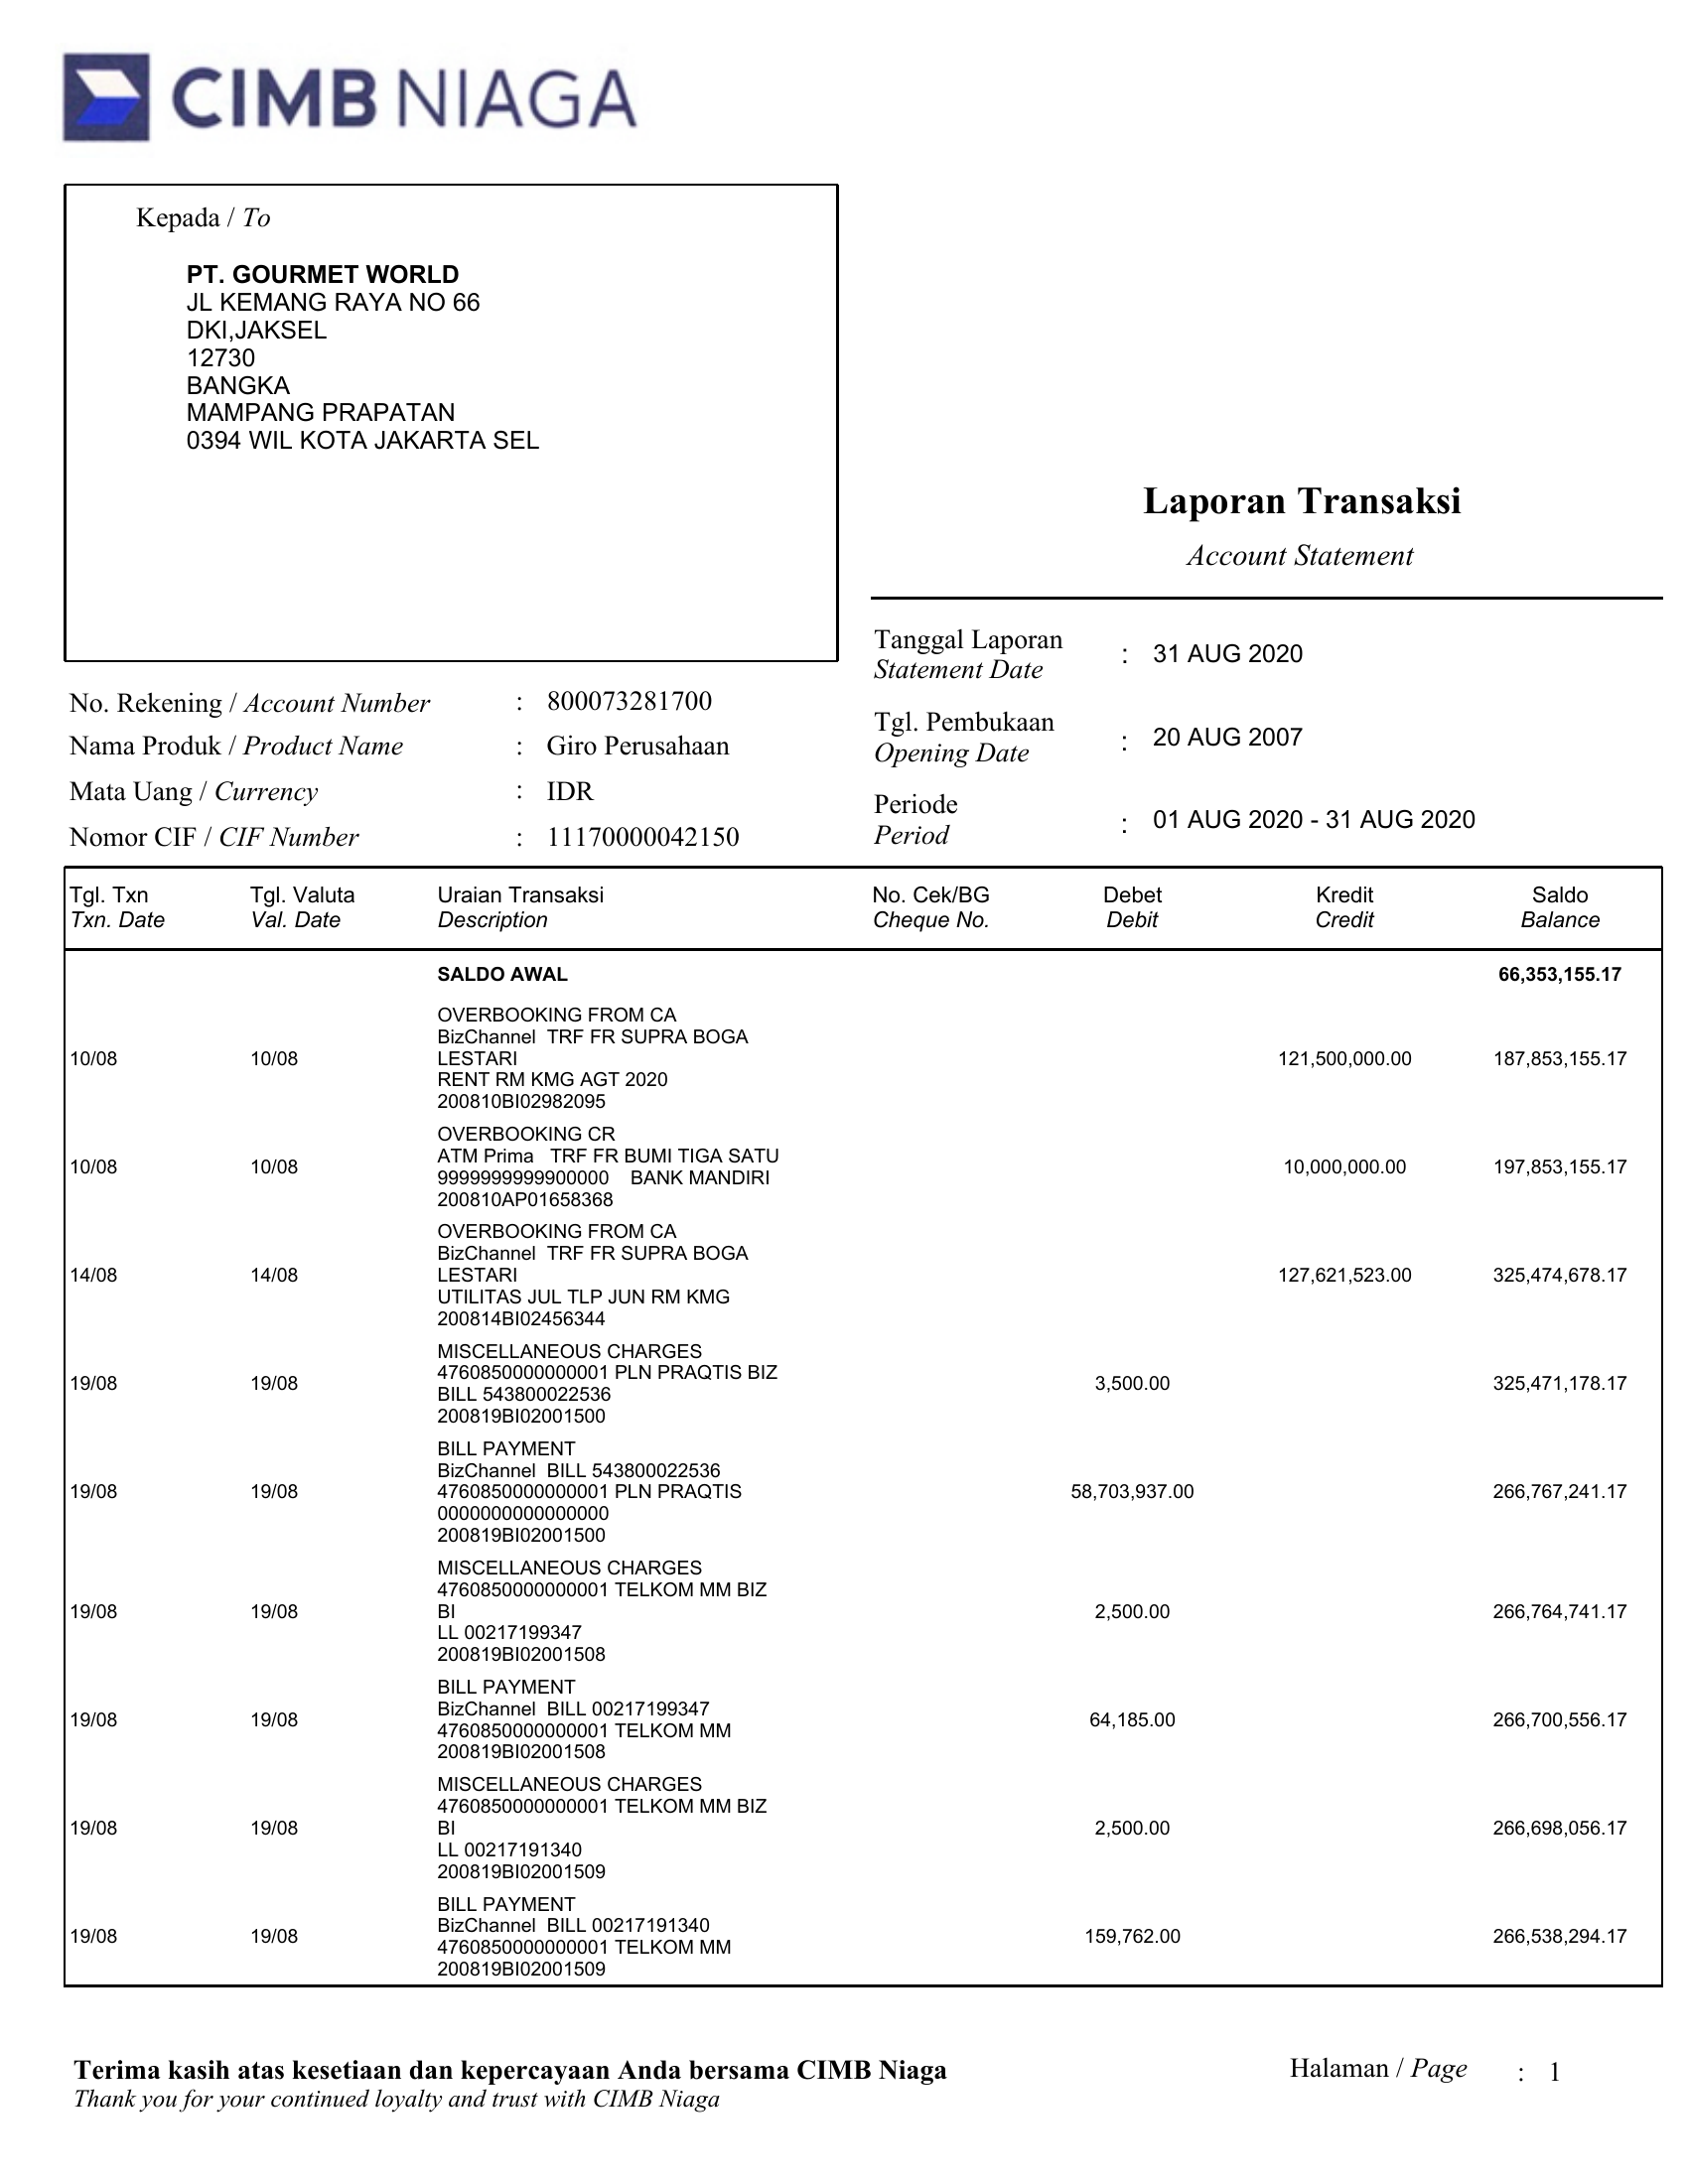 CIMB NIAGA
Kepada / To
PT. GOURMET WORLD
JL KEMANG RAYA NO 66
DKI,JAKSEL
12730
BANGKA
MAMPANG PRAPATAN
0394 WIL KOTA JAKARTA SEL
Laporan Transaksi
Account Statement
Tanggal Laporan
Statement Date : 31 AUG 2020
Tgl. Pembukaan
Opening Date : 20 AUG 2007
Periode
Period : 01 AUG 2020 - 31 AUG 2020
No. Rekening / Account Number : 800073281700
Nama Produk / Product Name : Giro Perusahaan
Mata Uang / Currency : IDR
Nomor CIF / CIF Number : 11170000042150
Tgl. Txn Tgl. Valuta Uraian Transaksi No. Cek/BG Debet Kredit Saldo
Txn. Date Val. Date Description Cheque No. Debit Credit Balance
SALDO AWAL 66,353,155.17
OVERBOOKING FROM CA
BizChannel TRF FR SUPRA BOGA
10/08 10/08 LESTARI 121,500,000.00 187,853,155.17
RENT RM KMG AGT 2020
200810BI02982095
OVERBOOKING CR
ATM Prima TRF FR BUMI TIGA SATU
10/08 10/08 10,000,000.00 197,853,155.17
9999999999900000 BANK MANDIRI
200810AP01658368
OVERBOOKING FROM CA
BizChannel TRF FR SUPRA BOGA
14/08 14/08 LESTARI 127,621,523.00 325,474,678.17
UTILITAS JUL TLP JUN RM KMG
200814BI02456344
MISCELLANEOUS CHARGES
4760850000000001 PLN PRAQTIS BIZ
19/08 19/08 3,500.00 325,471,178.17
BILL 543800022536
200819BI02001500
BILL PAYMENT
BizChannel BILL 543800022536
19/08 19/08 4760850000000001 PLN PRAQTIS 58,703,937.00 266,767,241.17
0000000000000000
200819BI02001500
MISCELLANEOUS CHARGES
4760850000000001 TELKOM MM BIZ
19/08 19/08 BI 2,500.00 266,764,741.17
LL 00217199347
200819BI02001508
BILL PAYMENT
BizChannel BILL 00217199347
19/08 19/08 64,185.00 266,700,556.17
4760850000000001 TELKOM MM
200819BI02001508
MISCELLANEOUS CHARGES
4760850000000001 TELKOM MM BIZ
19/08 19/08 BI 2,500.00 266,698,056.17
LL 00217191340
200819BI02001509
BILL PAYMENT
BizChannel BILL 00217191340
19/08 19/08 159,762.00 266,538,294.17
4760850000000001 TELKOM MM
200819BI02001509
Terima kasih atas kesetiaan dan kepercayaan Anda bersama CIMB Niaga Halaman / Page : 1
Thank you for your continued loyalty and trust with CIMB Niaga